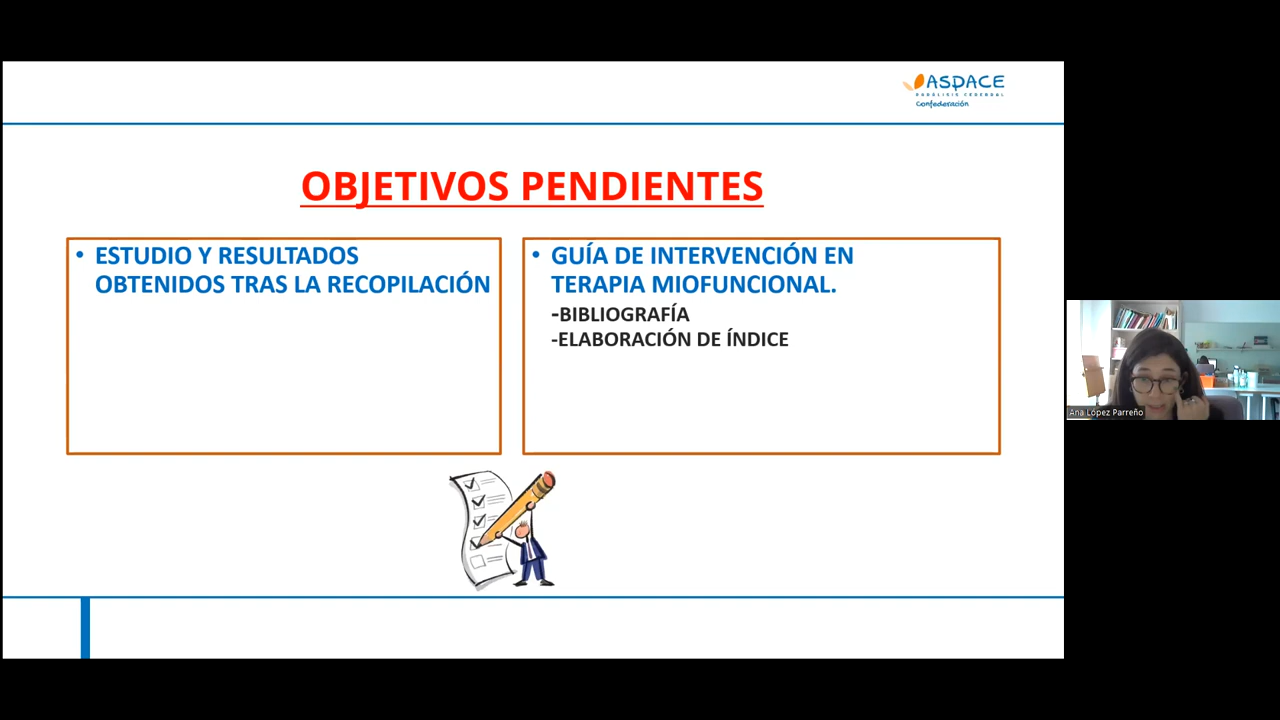 ASPACE
PARÁLISIS CEREBRAL
Confederación
OBJETIVOS PENDIENTES
• ESTUDIO Y RESULTADOS
OBTENIDOS TRAS LA RECOPILACIÓN
• GUÍA DE INTERVENCIÓN EN
TERAPIA MIOFUNCIONAL.
-BIBLIOGRAFÍA
-ELABORACIÓN DE ÍNDICE
Ana López Parreño